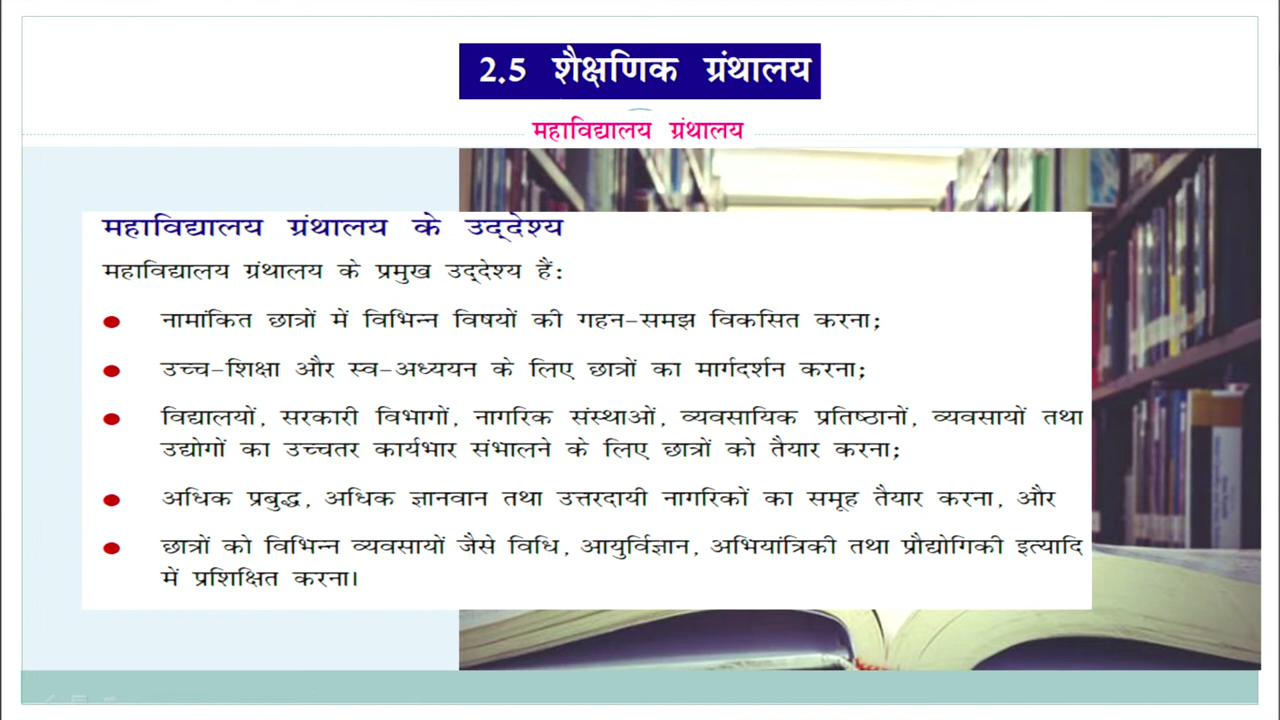 2.5 शैक्षणिक ग्रंथालय
महाविद्यालय ग्रंथालय
महाविद्यालय ग्रंथालय के उद्देश्य
महाविद्यालय ग्रंथालय के प्रमुख उद्देश्य हैं:
● नामांकित छात्रों में विभिन्न विषयों की गहन-समझ विकसित करना;
● उच्च-शिक्षा और स्व-अध्ययन के लिए छात्रों का मार्गदर्शन करना;
● विद्यालयों, सरकारी विभागों, नागरिक संस्थाओं, व्यवसायिक प्रतिष्ठानों, व्यवसायों तथा
उद्योगों का उच्चतर कार्यभार संभालने के लिए छात्रों को तैयार करना;
● अधिक प्रबुद्ध, अधिक ज्ञानवान तथा उत्तरदायी नागरिकों का समूह तैयार करना, और
● छात्रों को विभिन्न व्यवसायों जैसे विधि, आयुर्विज्ञान, अभियांत्रिकी तथा प्रौद्योगिकी इत्यादि
में प्रशिक्षित करना।